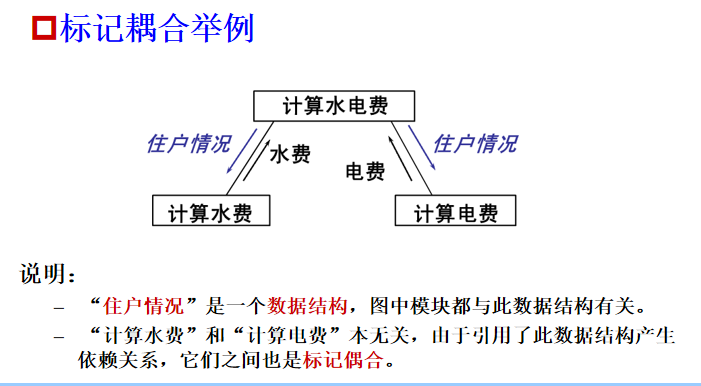 标记耦合举例
计算水电费
住户情况
水费
电费
住户情况
计算水费
计算电费
说明：
– “住户情况”是一个数据结构，图中模块都与此数据结构有关。
– “计算水费”和“计算电费”本无关，由于引用了此数据结构产生
依赖关系，它们之间也是标记偶合。